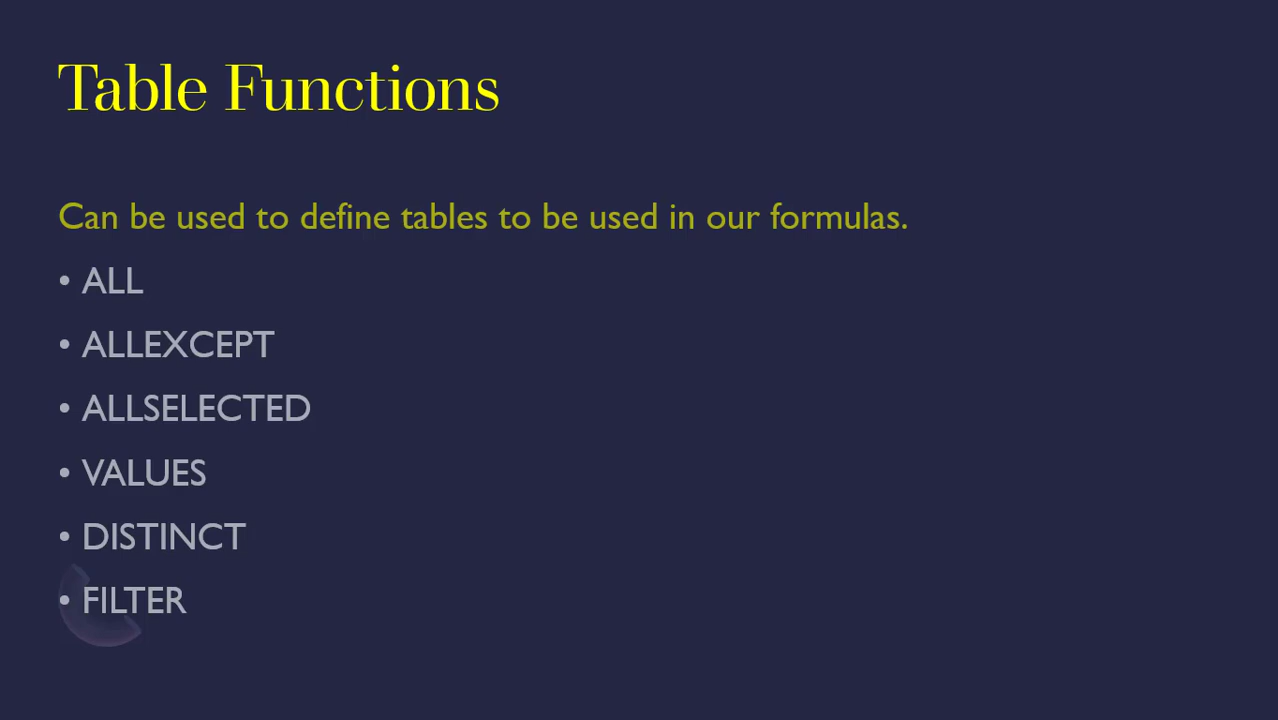 Table Functions
Can be used to define tables to be used in our formulas.
• ALL
• ALLEXCEPT
• ALLSELECTED
• VALUES
• DISTINCT
• FILTER